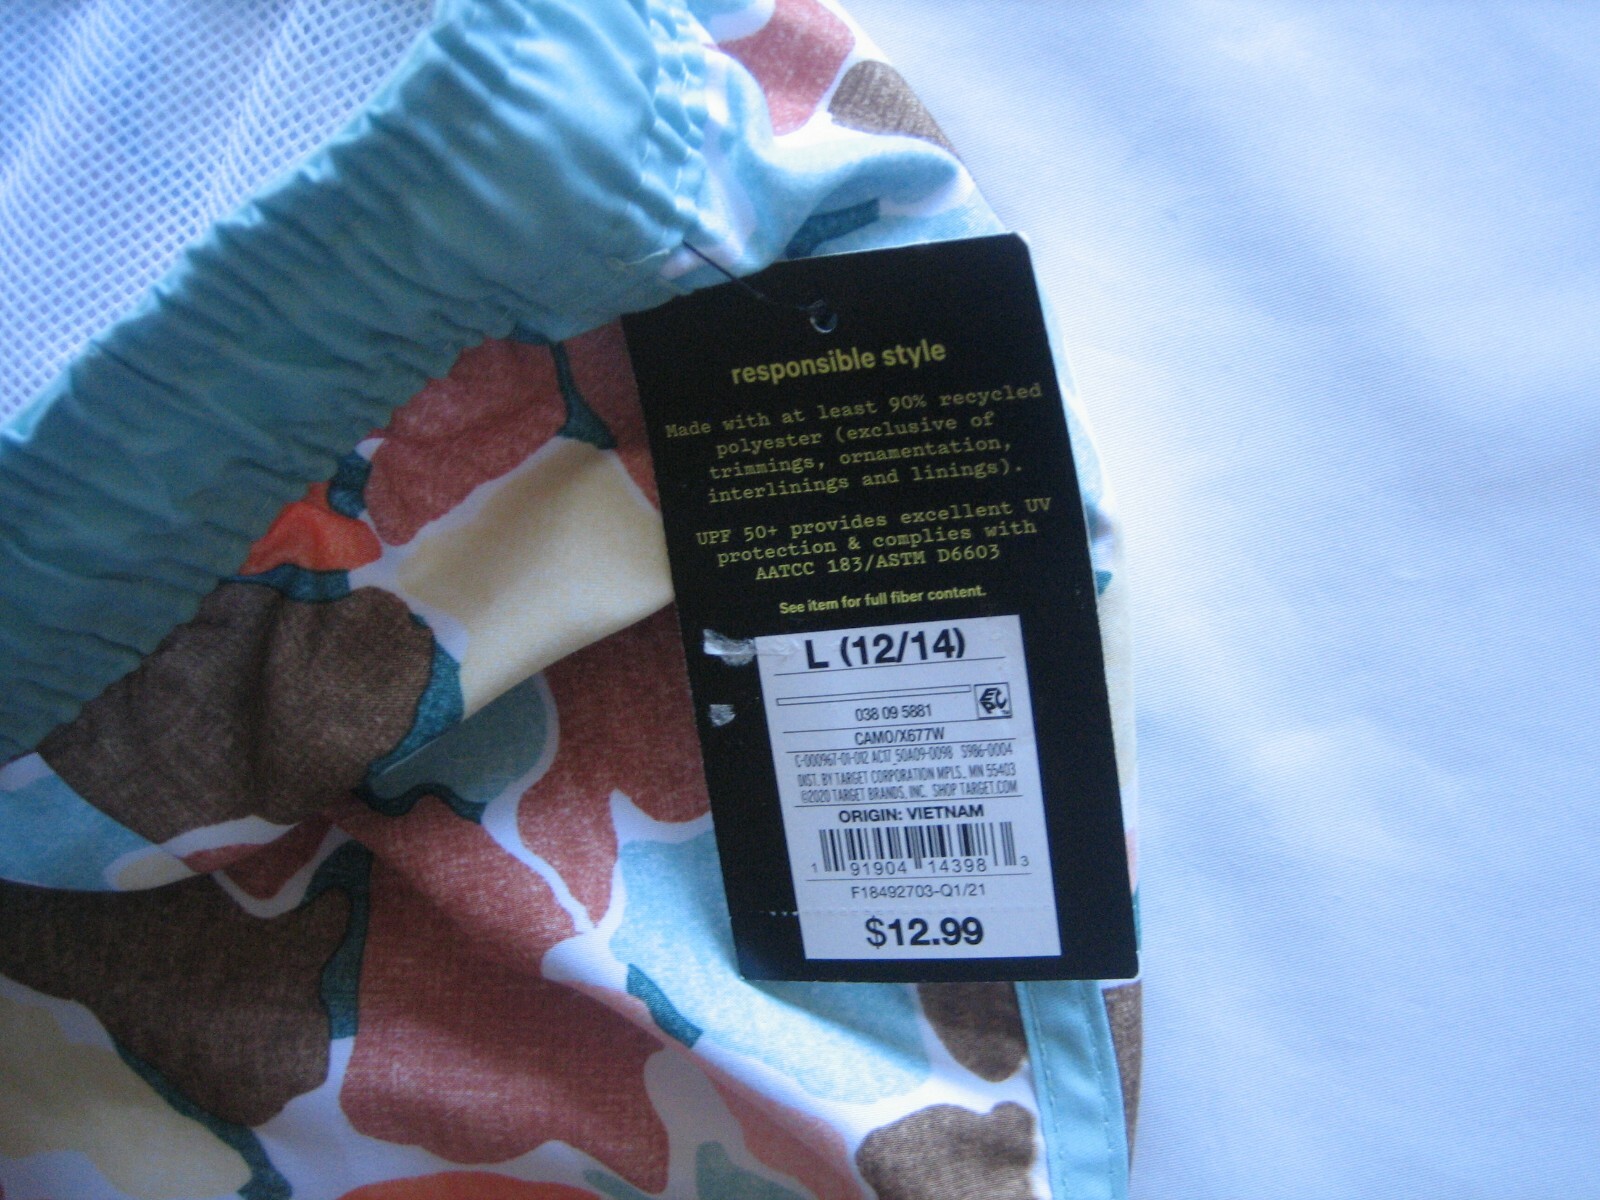 responsible style
Made with at least 90% recycled
polyester (exclusive of
trimmings, ornamentation,
interlinings and linings).
UPF 50+ provides excellent UV
protection & complies with
AATCC 183/ASTM D6603
See item for full fiber content.
L (12/14)
038 09 5881
CAMO/X677W
C-000967-01-012 AC17_50A09-0098 S986-0004
DIST. BY TARGET CORPORATION MPLS., MN 55403
©2020 TARGET BRANDS, INC. SHOP TARGET.COM
ORIGIN: VIETNAM
1 91904 14398 3
F18492703-Q1/21
$12.99